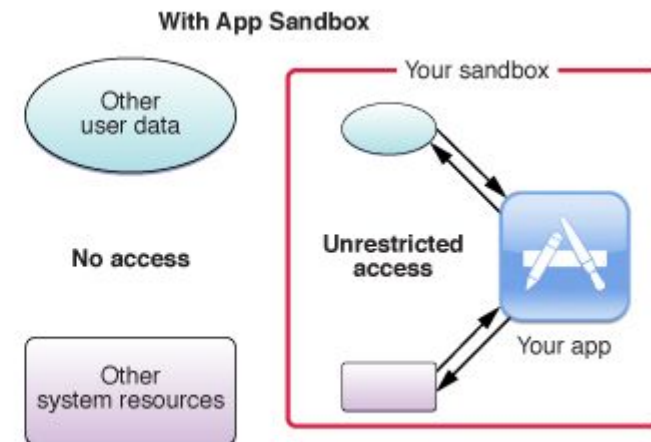 With App Sandbox
Your sandbox
Other
user data
No access
Unrestricted
access
Your app
Other
system resources